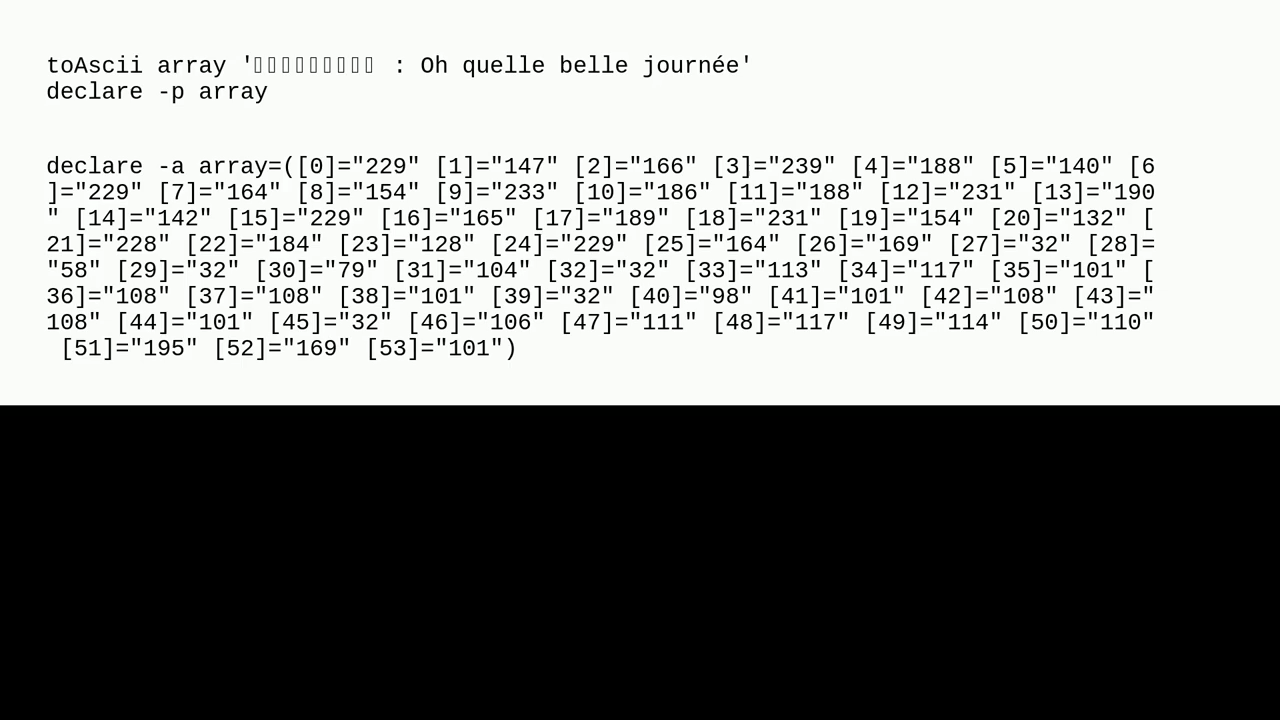 toAscii array '▯▯▯▯▯▯▯▯▯ : Oh quelle belle journée'
declare -p array
declare -a array=([0]="229" [1]="147" [2]="166" [3]="239" [4]="188" [5]="140" [6
]="229" [7]="164" [8]="154" [9]="233" [10]="186" [11]="188" [12]="231" [13]="190
" [14]="142" [15]="229" [16]="165" [17]="189" [18]="231" [19]="154" [20]="132" [
21]="228" [22]="184" [23]="128" [24]="229" [25]="164" [26]="169" [27]="32" [28]=
"58" [29]="32" [30]="79" [31]="104" [32]="32" [33]="113" [34]="117" [35]="101" [
36]="108" [37]="108" [38]="101" [39]="32" [40]="98" [41]="101" [42]="108" [43]="
108" [44]="101" [45]="32" [46]="106" [47]="111" [48]="117" [49]="114" [50]="110"
 [51]="195" [52]="169" [53]="101")